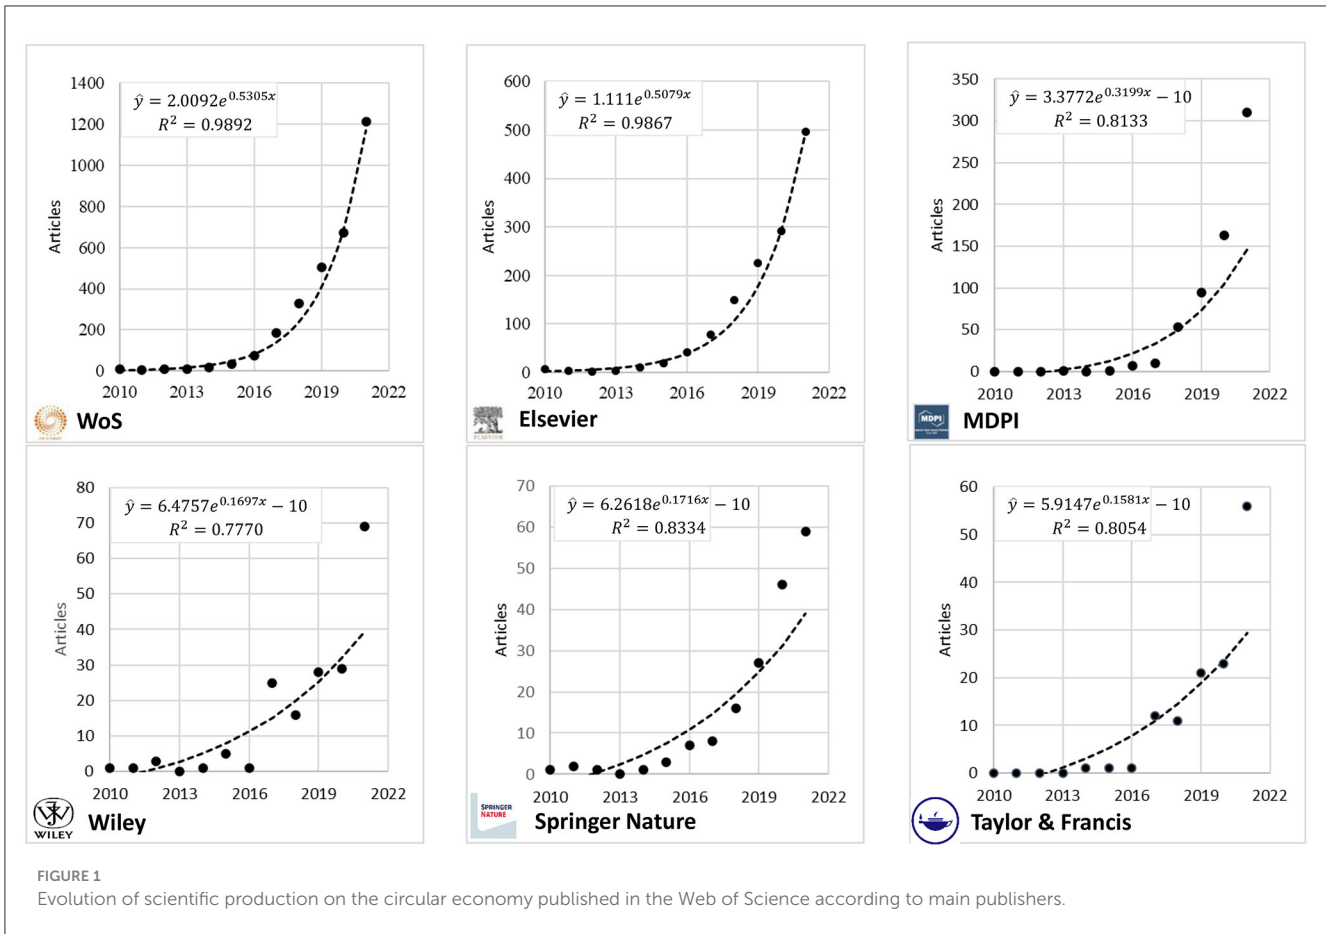 1400
1200
1000
800
600
400
200
0
Articles
ŷ = 2.0092e^0.5305x
R² = 0.9892
2010 2013 2016 2019 2022
WoS
600
500
400
300
200
100
0
Articles
ŷ = 1.111e^0.5079x
R² = 0.9867
2010 2013 2016 2019 2022
ELSEVIER
Elsevier
350
300
250
200
150
100
50
0
Articles
ŷ = 3.3772e^0.3199x − 10
R² = 0.8133
2010 2013 2016 2019 2022
MDPI
MDPI
80
70
60
50
40
30
20
10
0
Articles
ŷ = 6.4757e^0.1697x − 10
R² = 0.7770
2010 2013 2016 2019 2022
WILEY
Wiley
70
60
50
40
30
20
10
0
Articles
ŷ = 6.2618e^0.1716x − 10
R² = 0.8334
2010 2013 2016 2019 2022
SPRINGER
NATURE
Springer Nature
60
50
40
30
20
10
0
Articles
ŷ = 5.9147e^0.1581x − 10
R² = 0.8054
2010 2013 2016 2019 2022
Taylor & Francis
FIGURE 1
Evolution of scientific production on the circular economy published in the Web of Science according to main publishers.